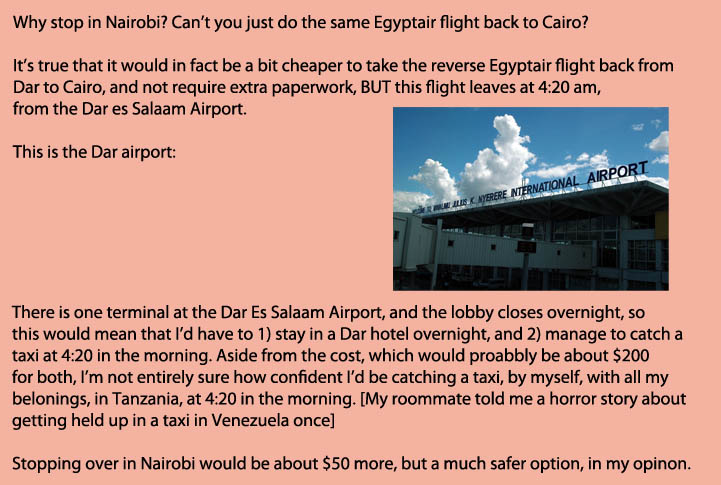 Why stop in Nairobi? Can't you just do the same Egyptair flight back to Cairo?
It's true that it would in fact be a bit cheaper to take the reverse Egyptair flight back from
Dar to Cairo, and not require extra paperwork, BUT this flight leaves at 4:20 am,
from the Dar es Salaam Airport.
This is the Dar airport:
JULIUS K. NYERERE INTERNATIONAL AIRPORT
There is one terminal at the Dar Es Salaam Airport, and the lobby closes overnight, so
this would mean that I'd have to 1) stay in a Dar hotel overnight, and 2) manage to catch a
taxi at 4:20 in the morning. Aside from the cost, which would proabbly be about $200
for both, I'm not entirely sure how confident I'd be catching a taxi, by myself, with all my
belonings, in Tanzania, at 4:20 in the morning. [My roommate told me a horror story about
getting held up in a taxi in Venezuela once]
Stopping over in Nairobi would be about $50 more, but a much safer option, in my opinon.